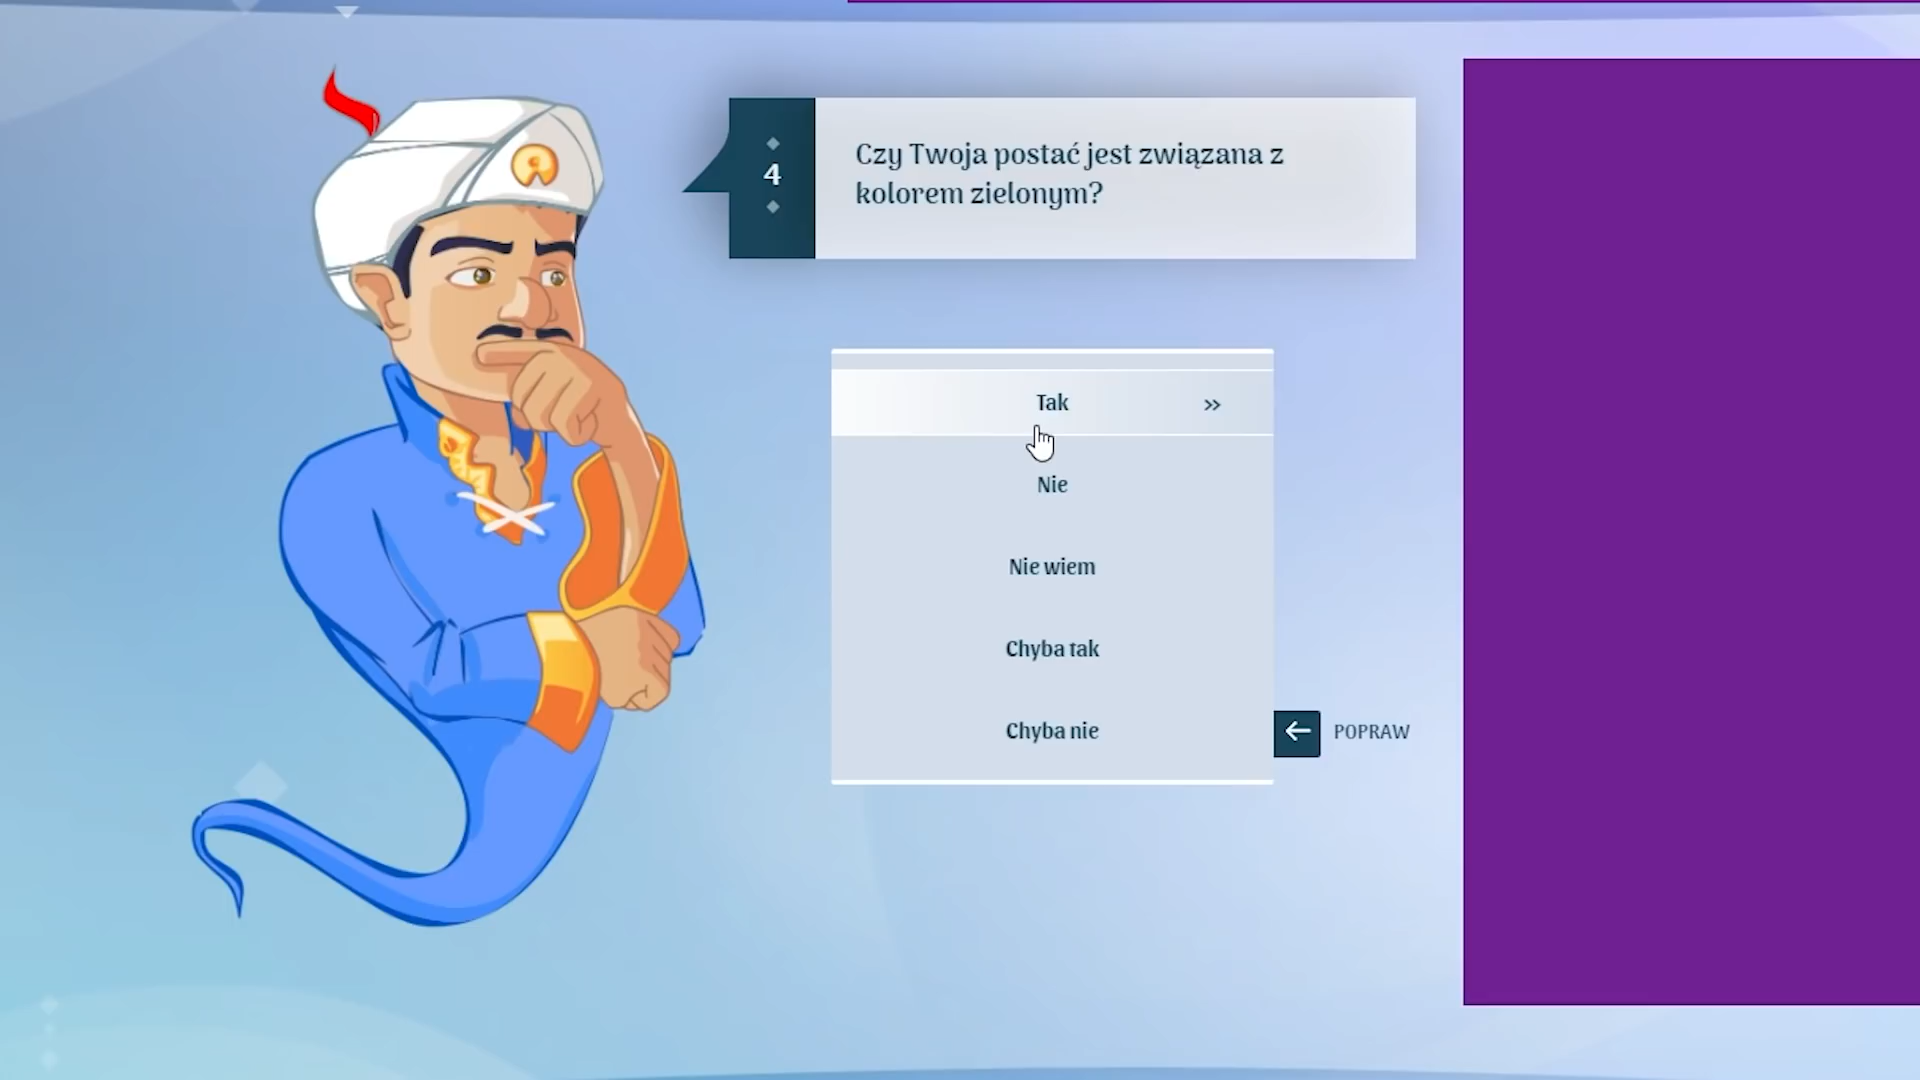 4
Czy Twoja postać jest związana z
kolorem zielonym?
Tak »
Nie
Nie wiem
Chyba tak
Chyba nie
POPRAW